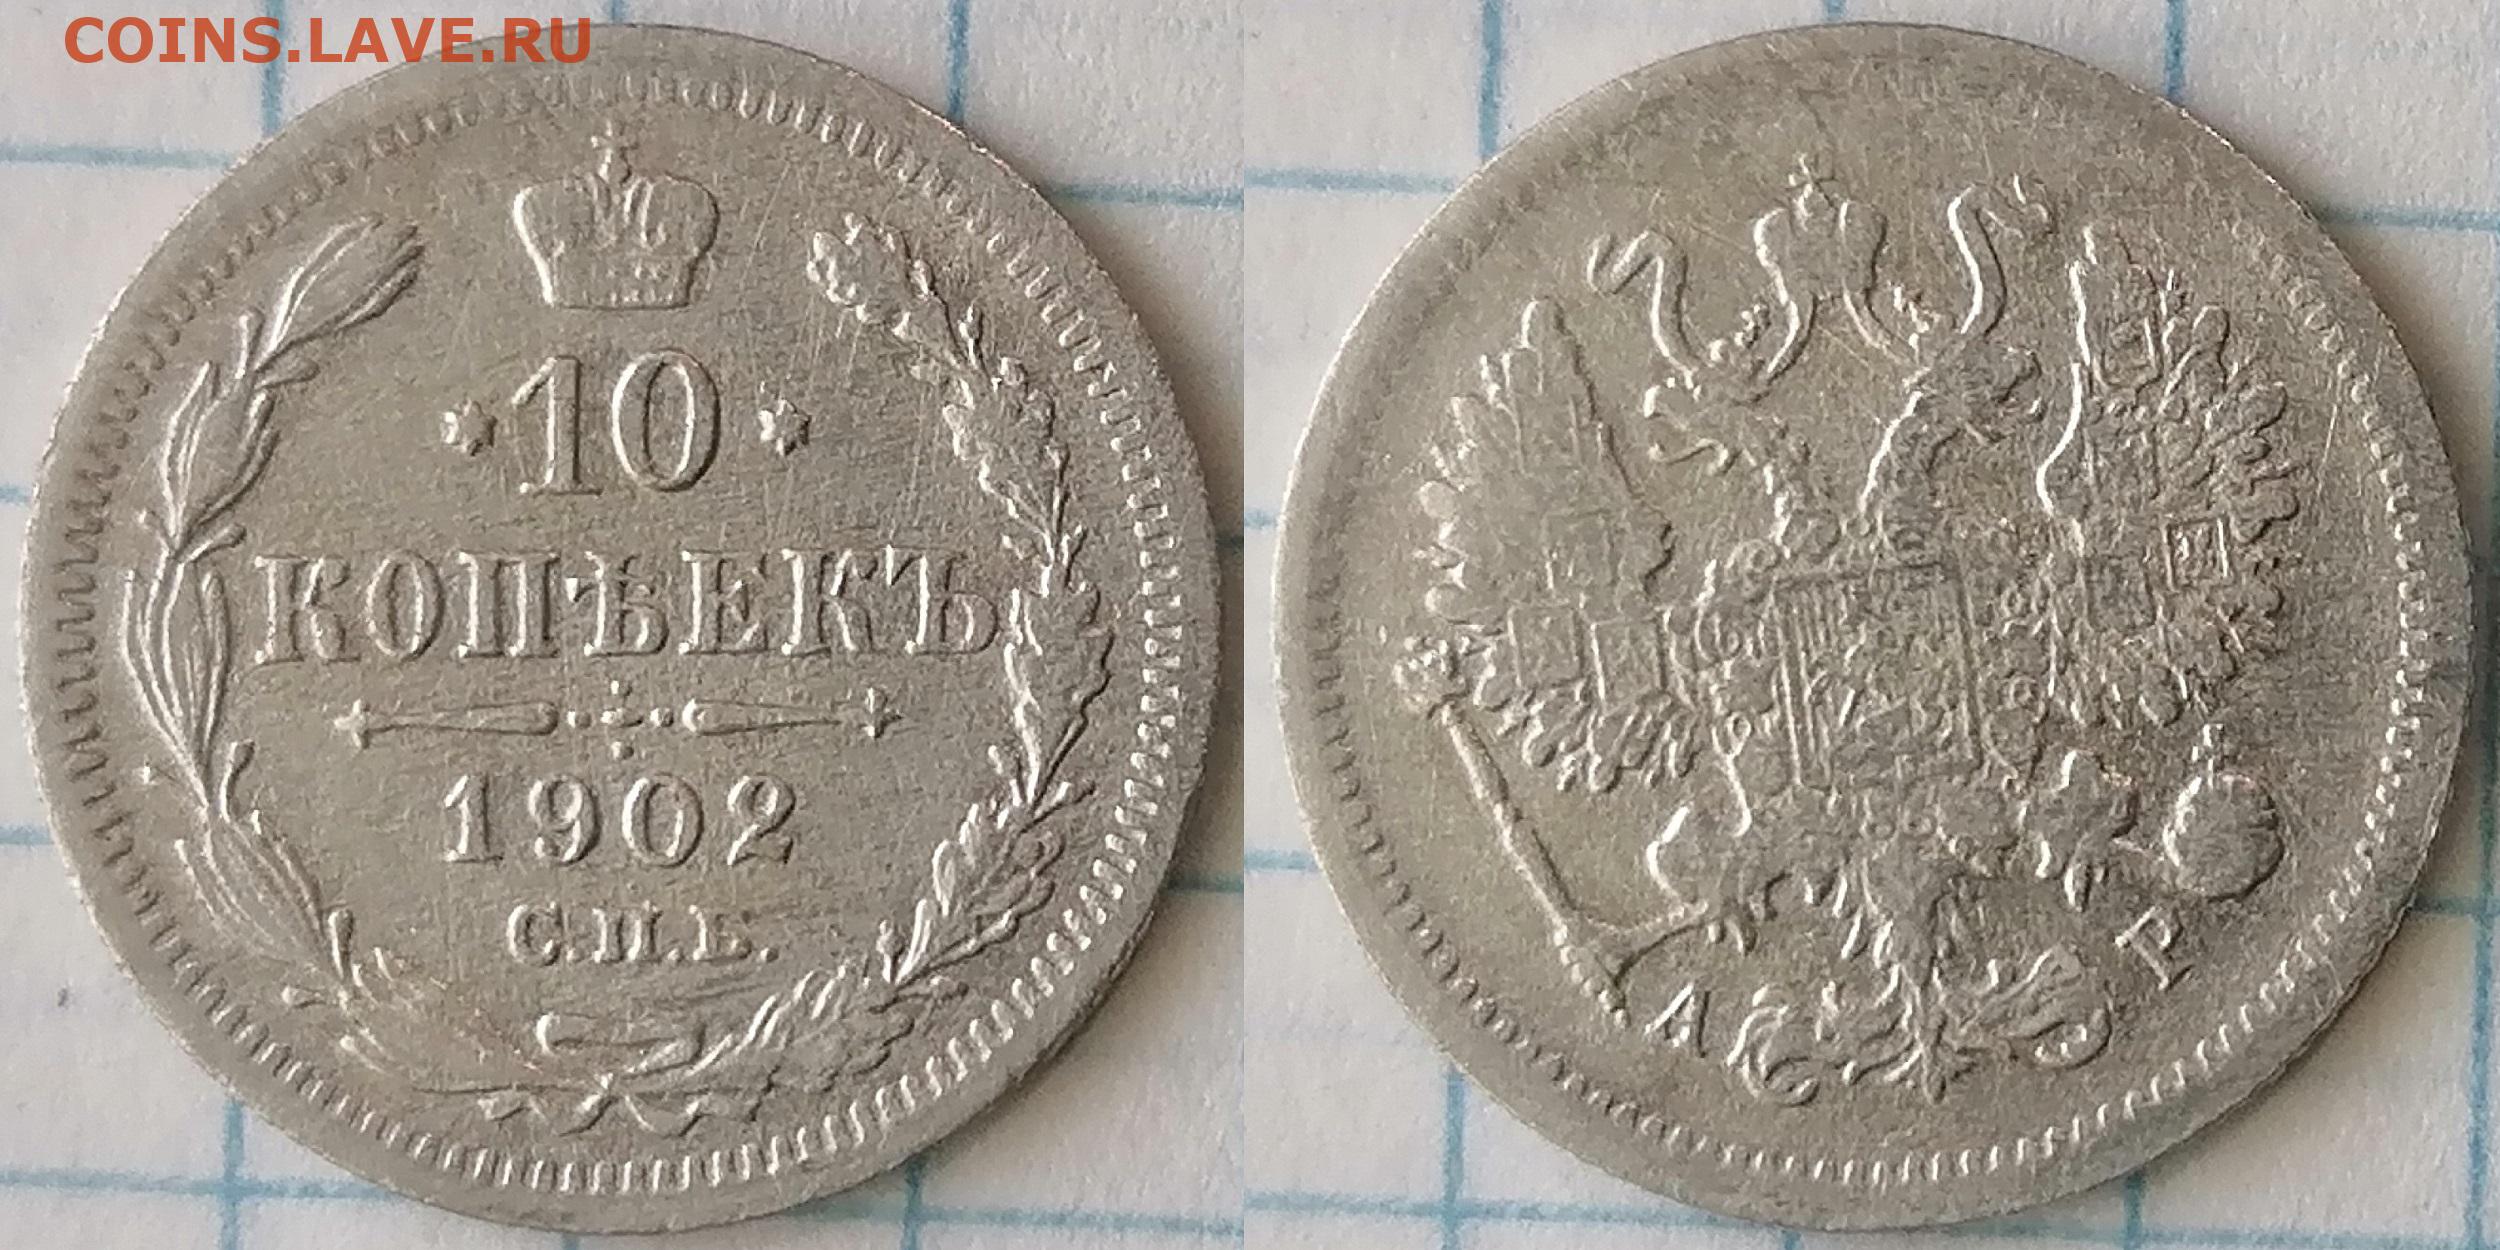 COINS.LAVE.RU
10
КОПѢЕКЪ
1902
С.П.Б.
А Р